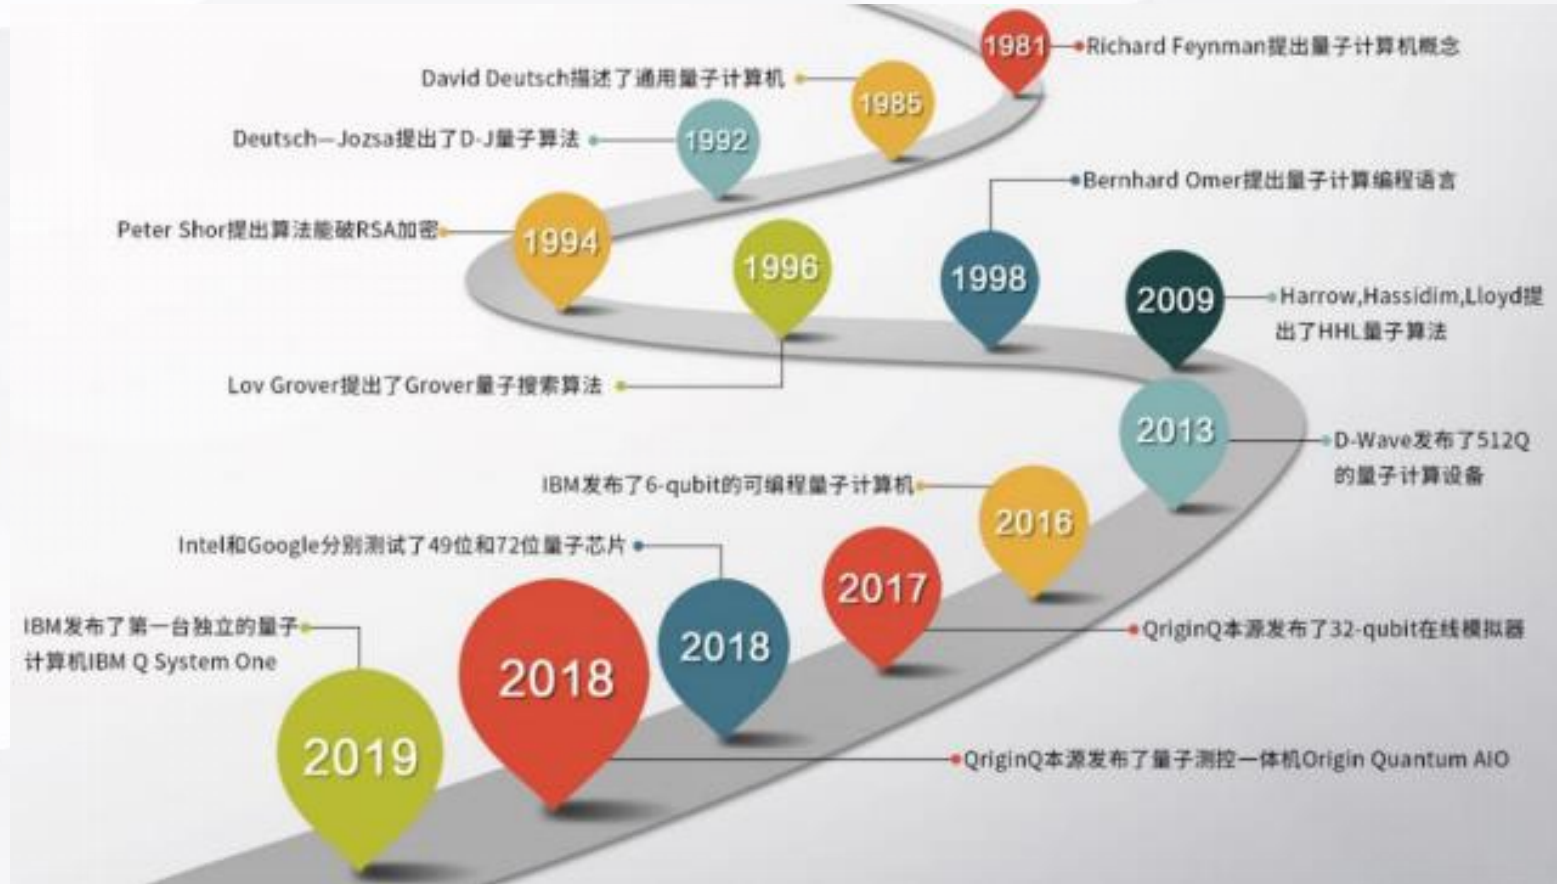 1981
Richard Feynman提出量子计算机概念
David Deutsch描述了通用量子计算机
1985
Deutsch—Jozsa提出了D-J量子算法
1992
Bernhard Omer提出量子计算编程语言
Peter Shor提出算法能破RSA加密
1994
1996
1998
2009
Harrow,Hassidim,Lloyd提
出了HHL量子算法
Lov Grover提出了Grover量子搜索算法
2013
D-Wave发布了512Q
的量子计算设备
IBM发布了6-qubit的可编程量子计算机
2016
Intel和Google分别测试了49位和72位量子芯片
2017
IBM发布了第一台独立的量子
计算机IBM Q System One
QriginQ本源发布了32-qubit在线模拟器
2018
2018
2019
QriginQ本源发布了量子测控一体机Origin Quantum AIO